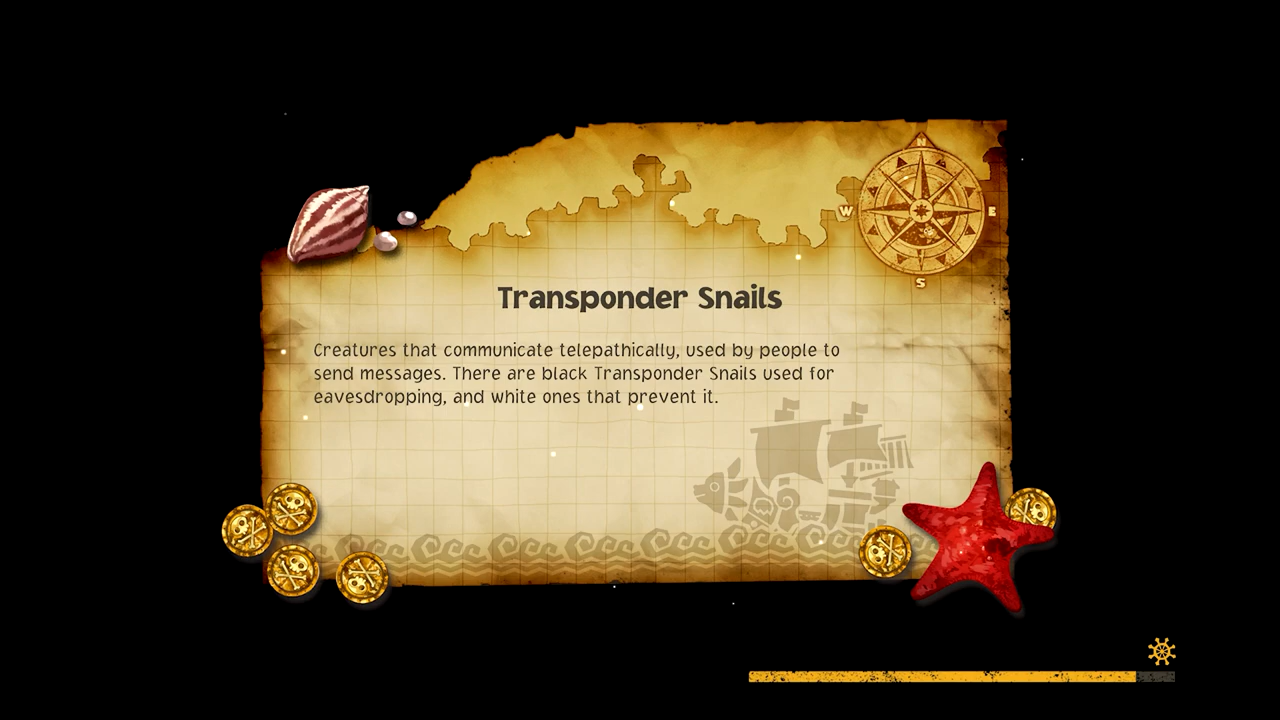 N
W
E
S
Transponder Snails
Creatures that communicate telepathically, used by people to
send messages. There are black Transponder Snails used for
eavesdropping, and white ones that prevent it.